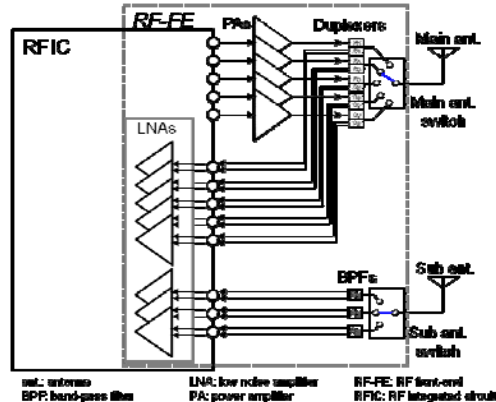 RF-FE
PAs
Duplexers
RFIC
Main ant.
Main ant.
switch
LNAs
BPFs
Sub ant.
Sub ant.
switch
ant.: antenna
LNA: low noise amplifier
RF-FE: RF front-end
BPF: band-pass filter
PA: power amplifier
RFIC: RF integrated circuit